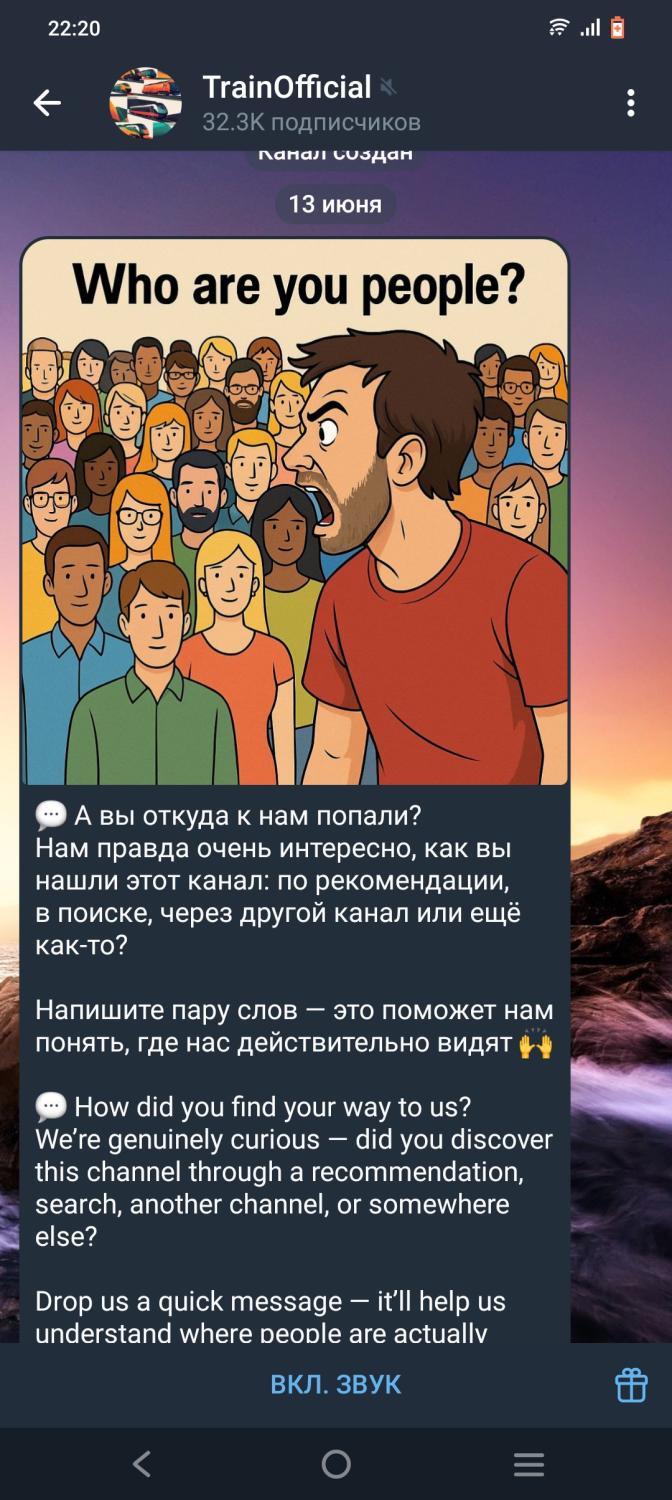 22:20
TrainOfficial
32.3K подписчиков
Канал создан
13 июня
Who are you people?
💬 А вы откуда к нам попали?
Нам правда очень интересно, как вы
нашли этот канал: по рекомендации,
в поиске, через другой канал или ещё
как-то?
Напишите пару слов — это поможет нам
понять, где нас действительно видят 🙌
💬 How did you find your way to us?
We’re genuinely curious — did you discover
this channel through a recommendation,
search, another channel, or somewhere
else?
Drop us a quick message — it’ll help us
understand where people are actually
ВКЛ. ЗВУК